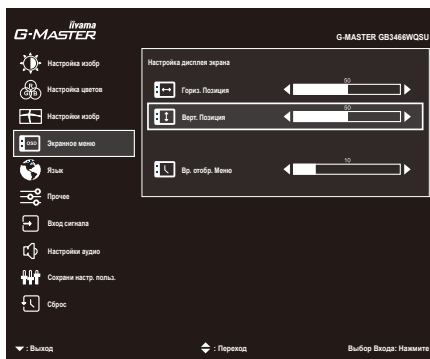 iiyama
G-MASTER
G-MASTER GB3466WQSU
Настройка изобр
Настройка цветов
RGB
Настройки изобр
OSD
Экранное меню
Язык
Прочее
Вход сигнала
Настройки аудио
Сохрани настр. польз.
Сброс
Настройка дисплея экрана
Гориз. Позиция
50
Верт. Позиция
50
Вр. отобр. Меню
10
: Выход
: Переход
Выбор Входа: Нажмите